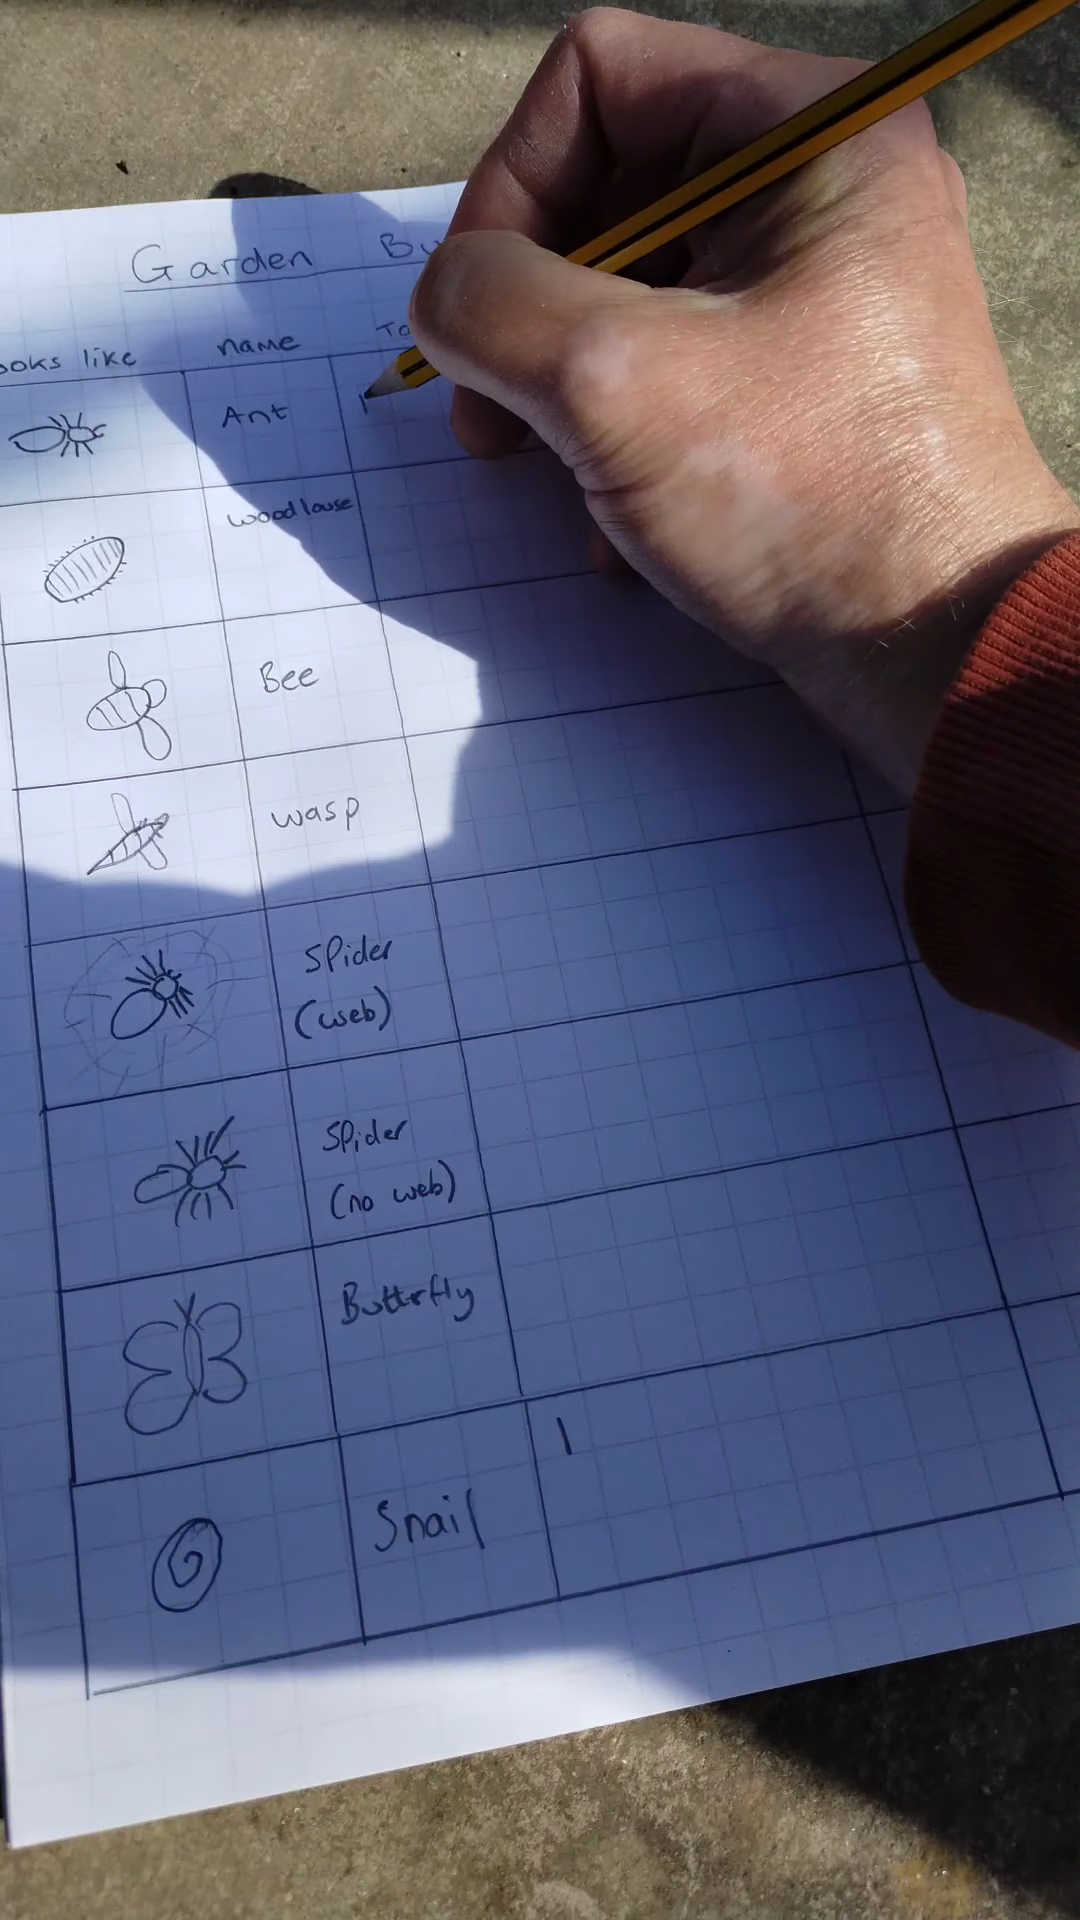 Garden
looks like name
Ant
woodlouse
Bee
wasp
Spider
(web)
Spider
(no web)
Butterfly
Snail